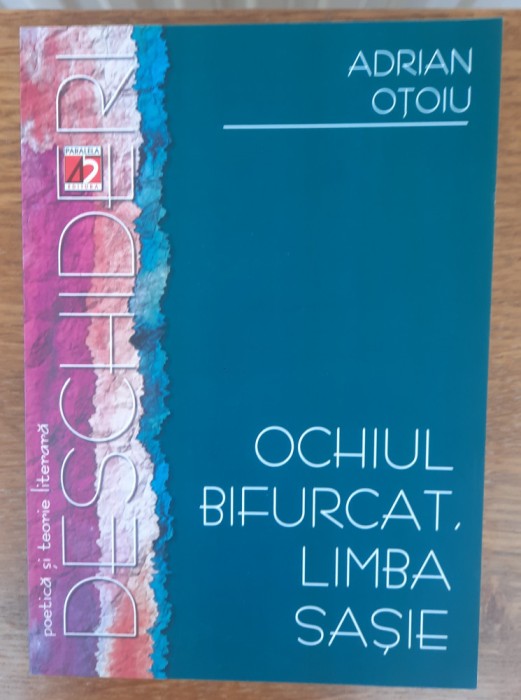 ADRIAN
OȚOIU
OCHIUL
BIFURCAT,
LIMBA
SAȘIE
DESCHIDERI
poetică și teorie literară
PARALELA
45
EDITURA